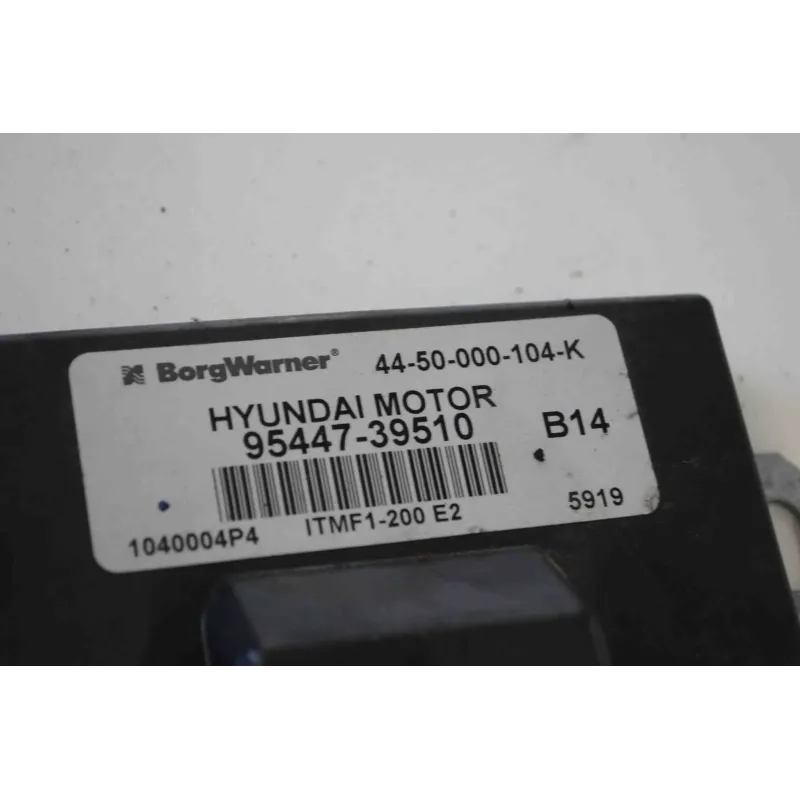 BorgWarner® 44-50-000-104-K
HYUNDAI MOTOR
95447-39510 B14
1040004P4 ITMF1-200 E2 5919